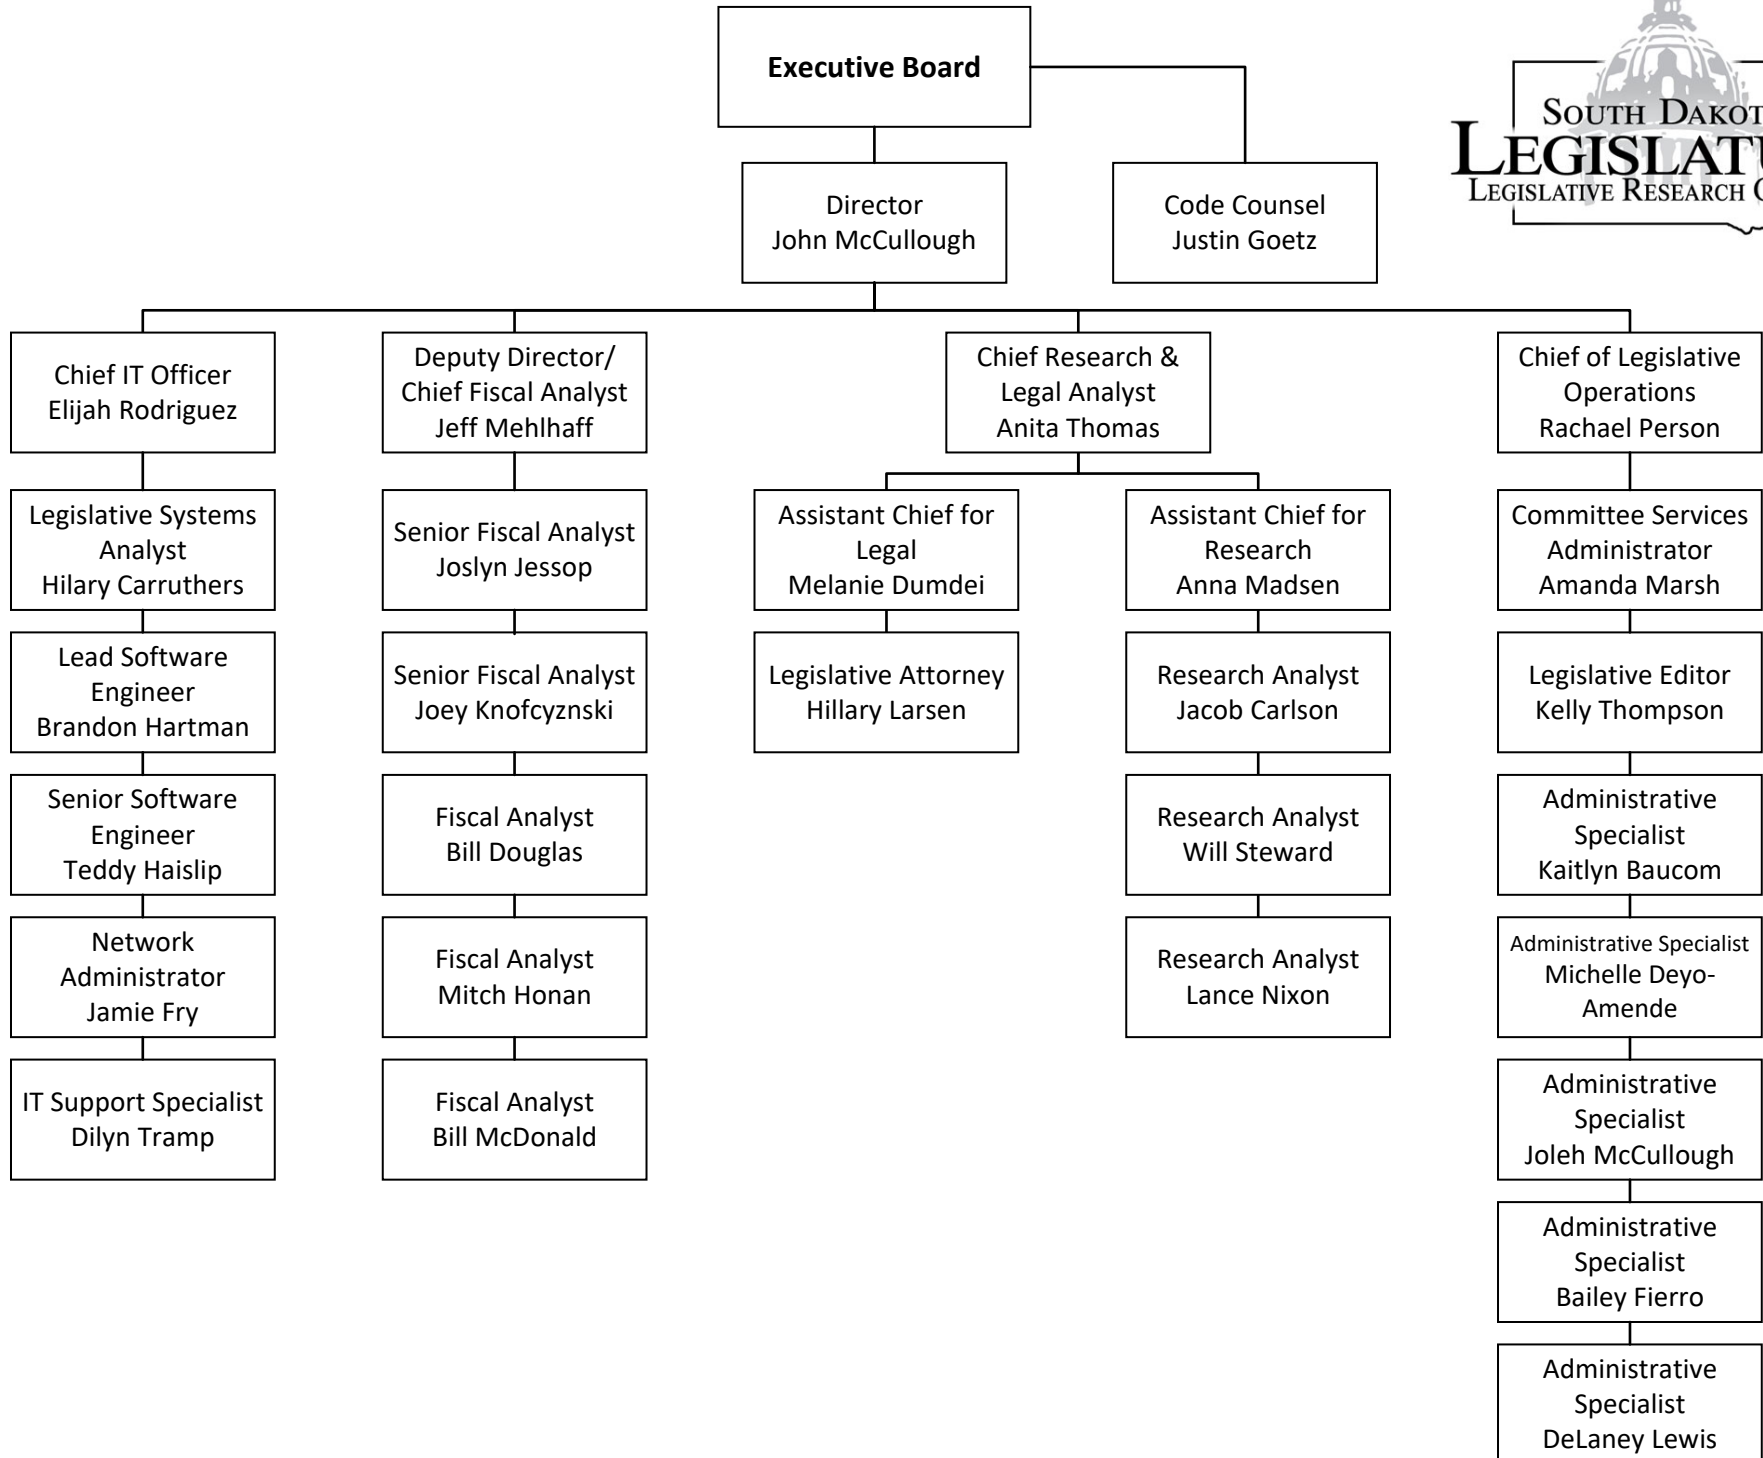 Executive Board
SOUTH DAKOT
LEGISLATU
LEGISLATIVE RESEARCH
Director
John McCullough
Code Counsel
Justin Goetz
Chief IT Officer
Elijah Rodriguez
Deputy Director/
Chief Fiscal Analyst
Jeff Mehlhaff
Chief Research &
Legal Analyst
Anita Thomas
Chief of Legislative
Operations
Rachael Person
Legislative Systems
Analyst
Hilary Carruthers
Senior Fiscal Analyst
Joslyn Jessop
Assistant Chief for
Legal
Melanie Dumdei
Assistant Chief for
Research
Anna Madsen
Committee Services
Administrator
Amanda Marsh
Lead Software
Engineer
Brandon Hartman
Senior Fiscal Analyst
Joey Knofcyznski
Legislative Attorney
Hillary Larsen
Research Analyst
Jacob Carlson
Legislative Editor
Kelly Thompson
Senior Software
Engineer
Teddy Haislip
Fiscal Analyst
Bill Douglas
Research Analyst
Will Steward
Administrative
Specialist
Kaitlyn Baucom
Network
Administrator
Jamie Fry
Fiscal Analyst
Mitch Honan
Research Analyst
Lance Nixon
Administrative Specialist
Michelle Deyo-
Amende
IT Support Specialist
Dilyn Tramp
Fiscal Analyst
Bill McDonald
Administrative
Specialist
Joleh McCullough
Administrative
Specialist
Bailey Fierro
Administrative
Specialist
DeLaney Lewis